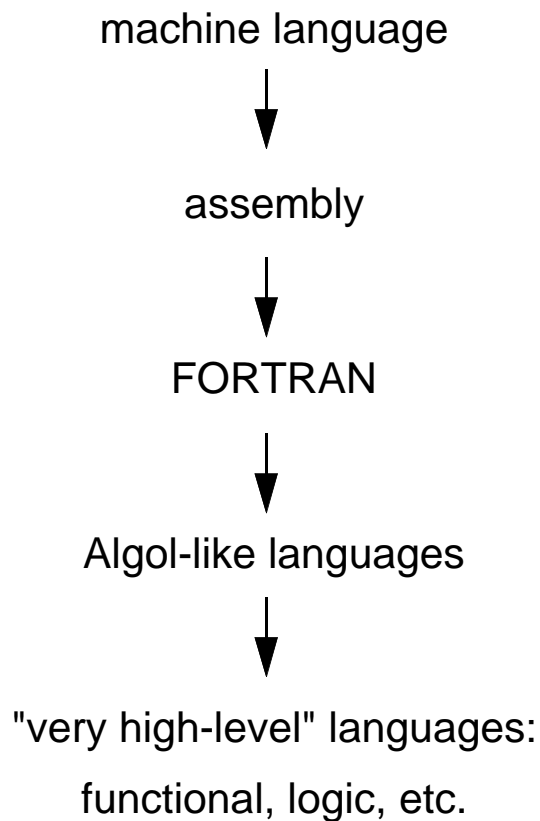 machine language
assembly
FORTRAN
Algol-like languages
"very high-level" languages:
functional, logic, etc.